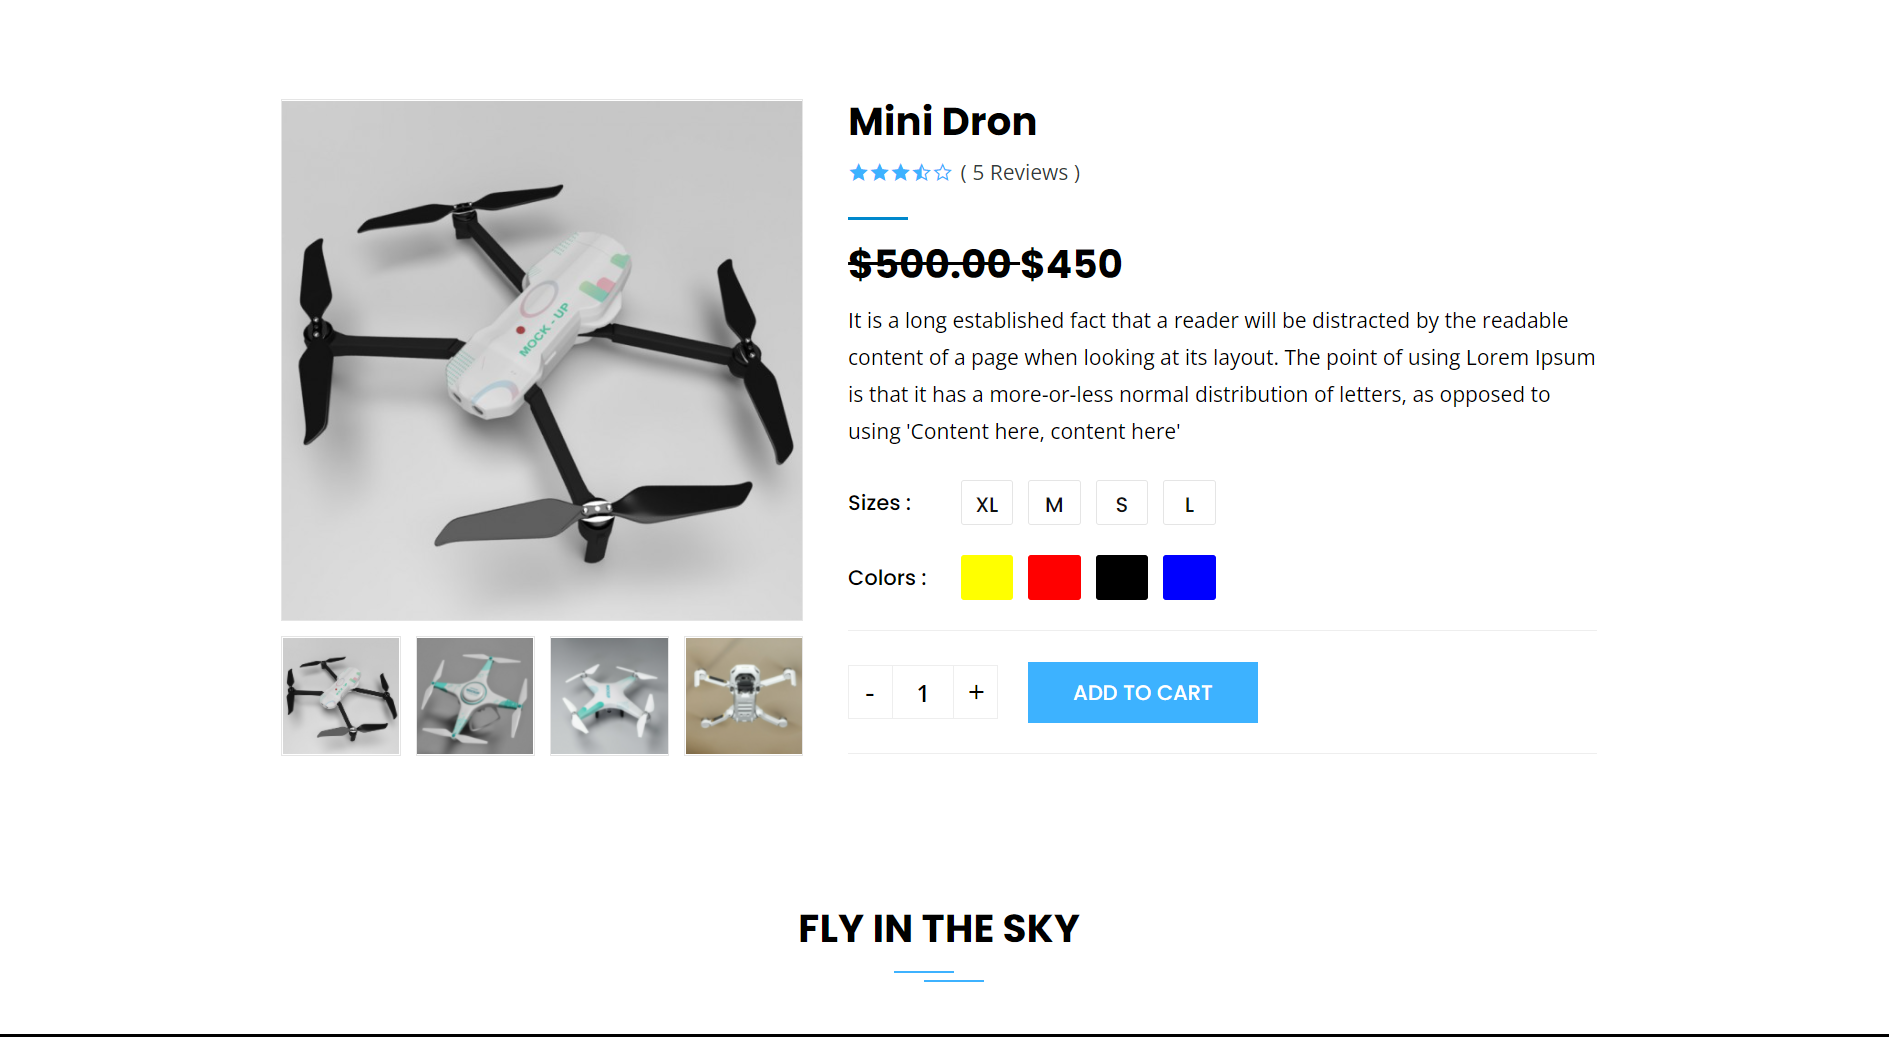 Mini Dron
( 5 Reviews )
$500.00 $450
It is a long established fact that a reader will be distracted by the readable
content of a page when looking at its layout. The point of using Lorem Ipsum
is that it has a more-or-less normal distribution of letters, as opposed to
using 'Content here, content here'
Sizes :
XL
M
S
L
Colors :
-
1
+
ADD TO CART
MOCK - UP
FLY IN THE SKY